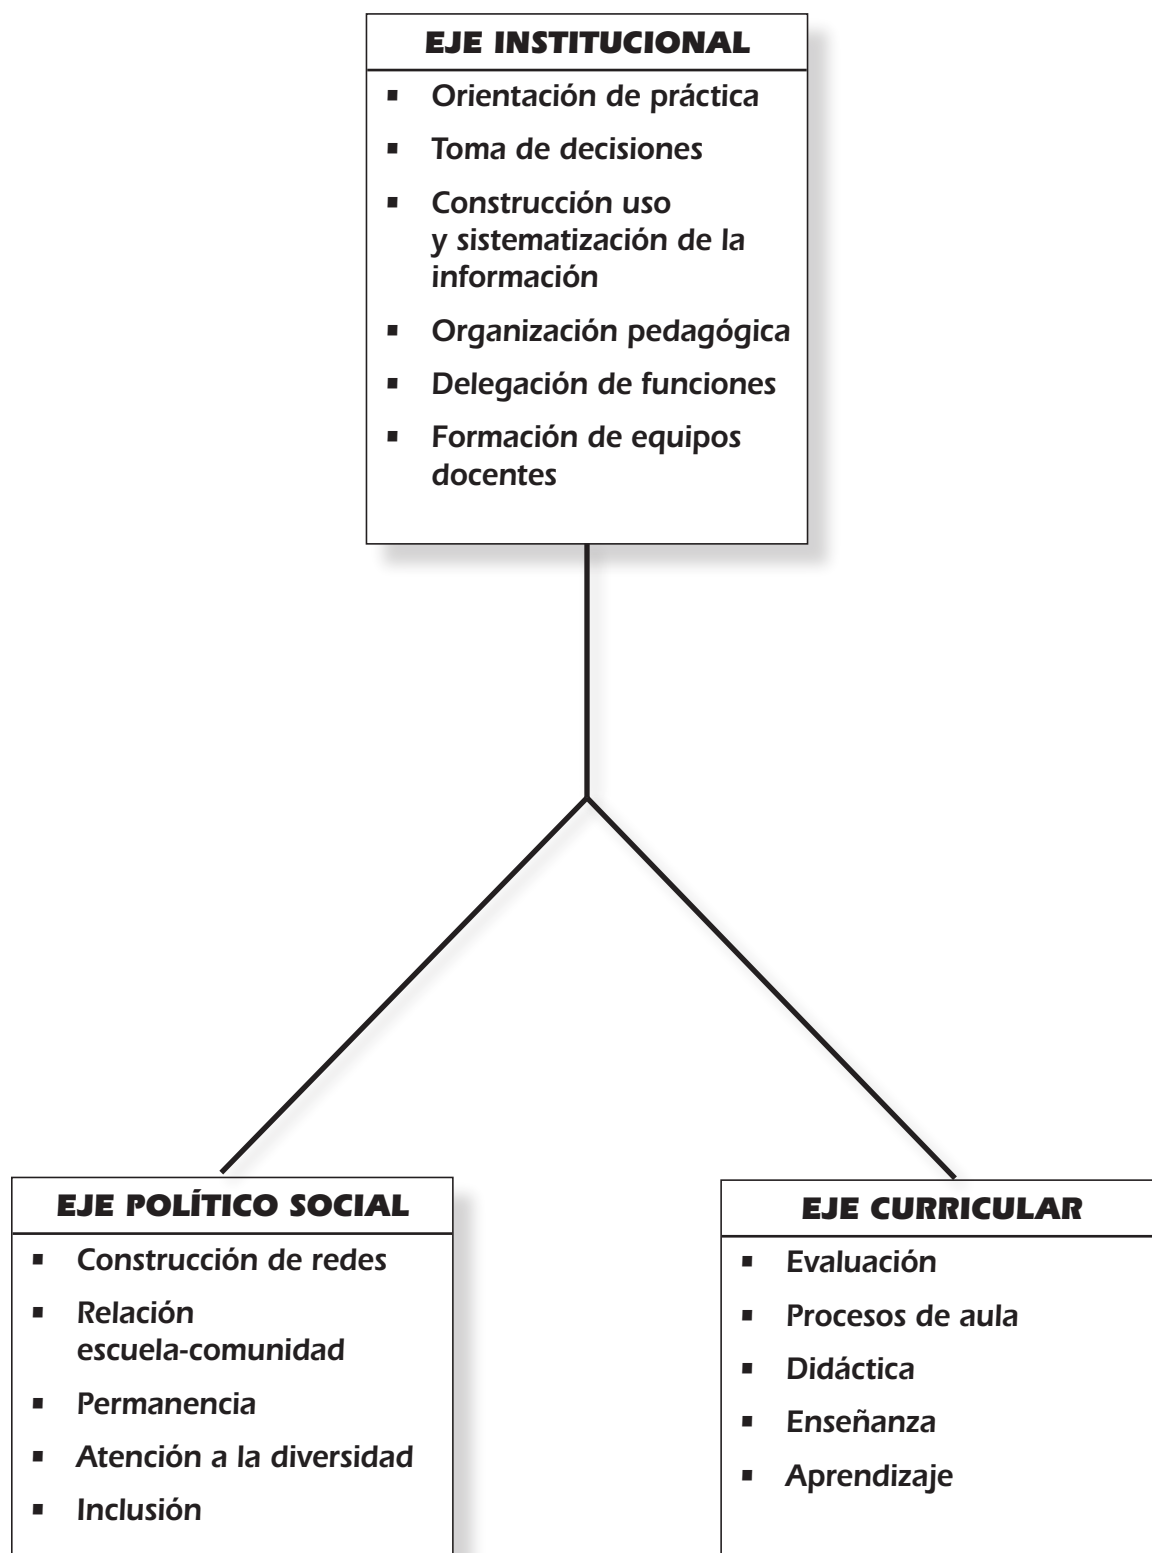 EJE INSTITUCIONAL
▪ Orientación de práctica
▪ Toma de decisiones
▪ Construcción uso
y sistematización de la
información
▪ Organización pedagógica
▪ Delegación de funciones
▪ Formación de equipos
docentes
EJE POLÍTICO SOCIAL
▪ Construcción de redes
▪ Relación
escuela-comunidad
▪ Permanencia
▪ Atención a la diversidad
▪ Inclusión
EJE CURRICULAR
▪ Evaluación
▪ Procesos de aula
▪ Didáctica
▪ Enseñanza
▪ Aprendizaje